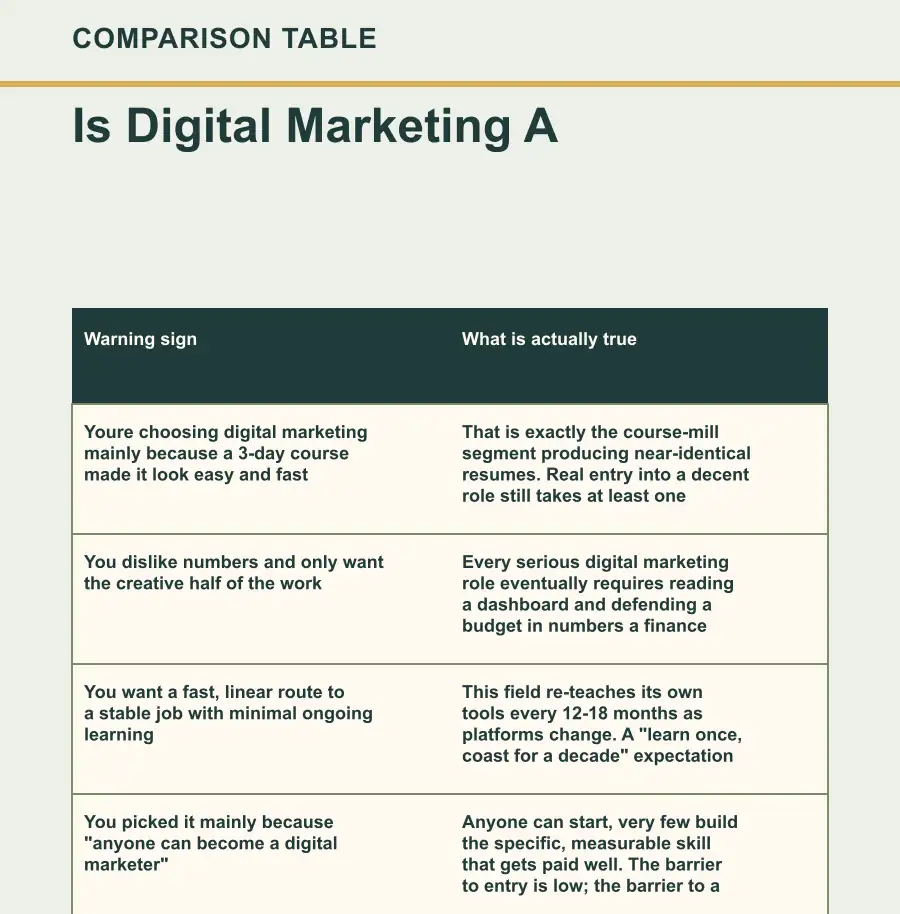 COMPARISON TABLE
Is Digital Marketing A
Warning sign
What is actually true
Youre choosing digital marketing
mainly because a 3-day course
made it look easy and fast
That is exactly the course-mill
segment producing near-identical
resumes. Real entry into a decent
role still takes at least one
You dislike numbers and only want
the creative half of the work
Every serious digital marketing
role eventually requires reading
a dashboard and defending a
budget in numbers a finance
You want a fast, linear route to
a stable job with minimal ongoing
learning
This field re-teaches its own
tools every 12-18 months as
platforms change. A "learn once,
coast for a decade" expectation
You picked it mainly because
"anyone can become a digital
marketer"
Anyone can start, very few build
the specific, measurable skill
that gets paid well. The barrier
to entry is low; the barrier to a